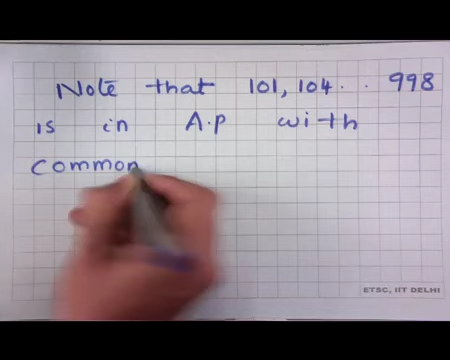 Note that 101, 104 . . 998
is in A.P with
common
ETSC, IIT DELHI